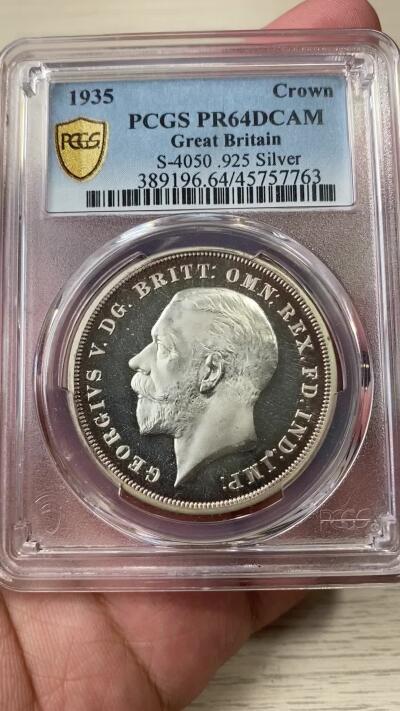 1935 Crown
PCGS PR64DCAM
Great Britain
S-4050 .925 Silver
389196.64/45757763
PCGS
GEORGIVS V. DG. BRITT: OMN: REX. FD. IND. IMP:
PCGS